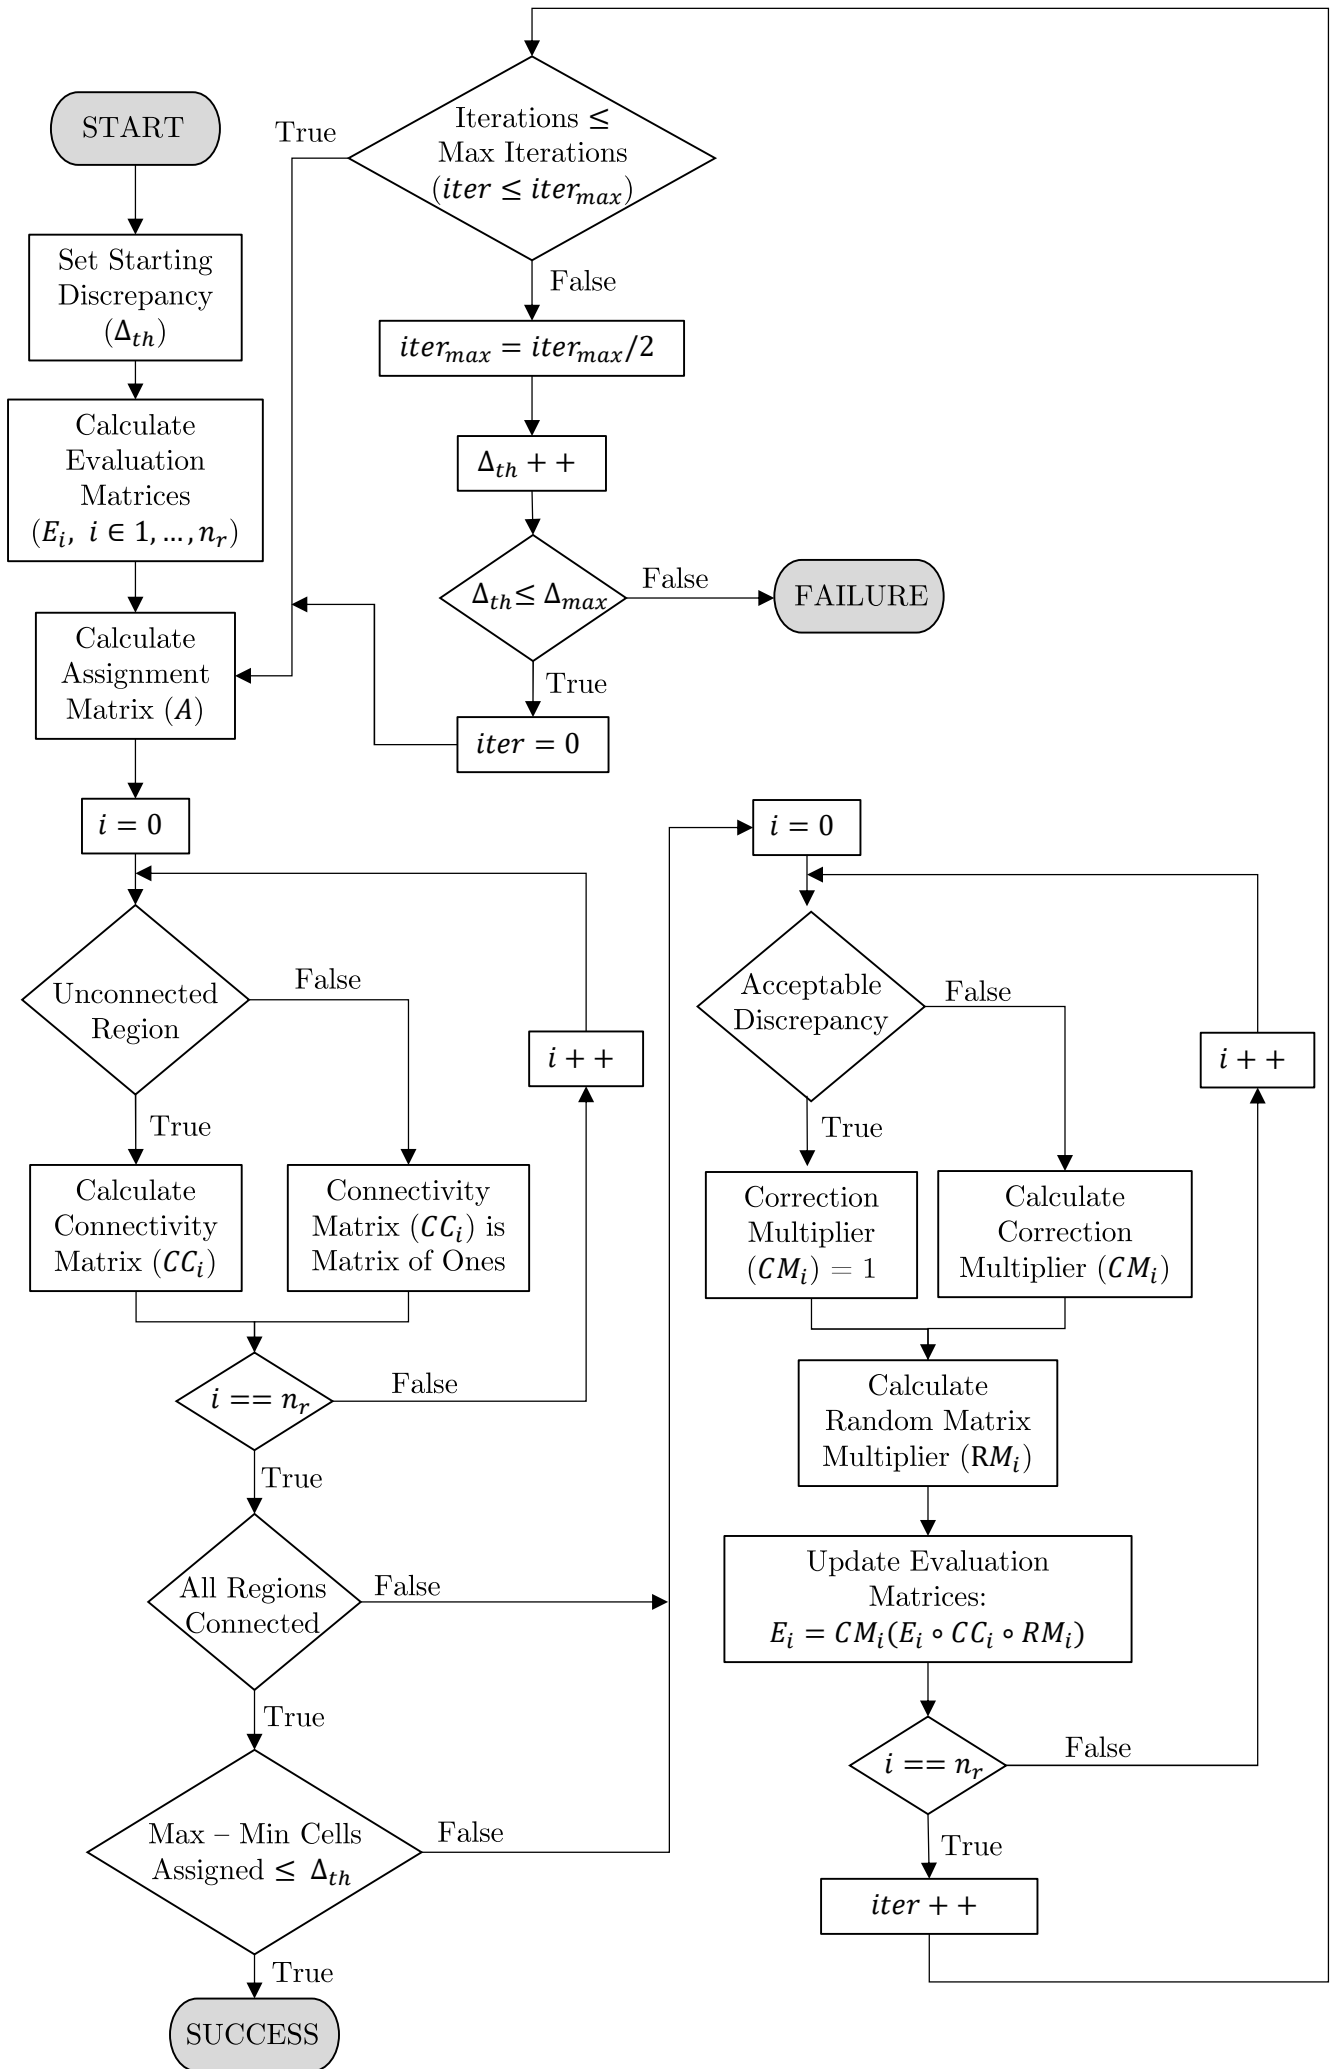 START
Set Starting
Discrepancy
(Δ_th)
Calculate
Evaluation
Matrices
(E_i, i ∈ 1, …, n_r)
Calculate
Assignment
Matrix (A)
i = 0
Unconnected
Region
False
True
Calculate
Connectivity
Matrix (CC_i)
Connectivity
Matrix (CC_i) is
Matrix of Ones
i == n_r
False
i + +
True
All Regions
Connected
False
True
Max – Min Cells
Assigned ≤ Δ_th
False
True
SUCCESS
Iterations ≤
Max Iterations
(iter ≤ iter_max)
True
False
iter_max = iter_max/2
Δ_th + +
Δ_th ≤ Δ_max
False
FAILURE
True
iter = 0
i = 0
Acceptable
Discrepancy
False
True
Correction
Multiplier
(CM_i) = 1
Calculate
Correction
Multiplier (CM_i)
Calculate
Random Matrix
Multiplier (RM_i)
Update Evaluation
Matrices:
E_i = CM_i(E_i ∘ CC_i ∘ RM_i)
i == n_r
False
i + +
True
iter + +